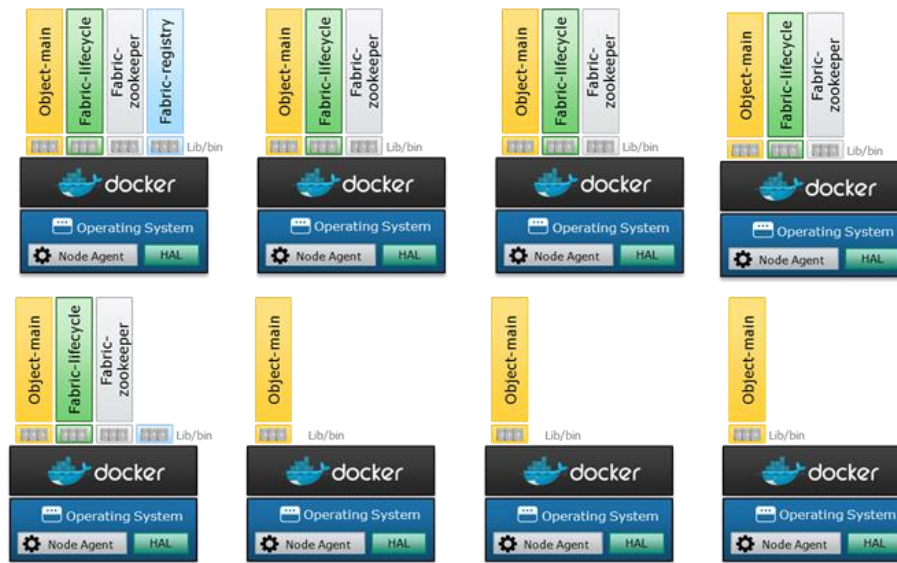 Object-main
Fabric-lifecycle
Fabric-
zookeeper
Fabric-registry
Lib/bin
docker
Operating System
Node Agent
HAL
Object-main
Fabric-lifecycle
Fabric-
zookeeper
Lib/bin
docker
Operating System
Node Agent
HAL
Object-main
Fabric-lifecycle
Fabric-
zookeeper
Lib/bin
docker
Operating System
Node Agent
HAL
Object-main
Fabric-lifecycle
Fabric-
zookeeper
Lib/bin
docker
Operating System
Node Agent
HAL
Object-main
Fabric-lifecycle
Fabric-
zookeeper
Lib/bin
docker
Operating System
Node Agent
HAL
Object-main
Lib/bin
docker
Operating System
Node Agent
HAL
Object-main
Lib/bin
docker
Operating System
Node Agent
HAL
Object-main
Lib/bin
docker
Operating System
Node Agent
HAL